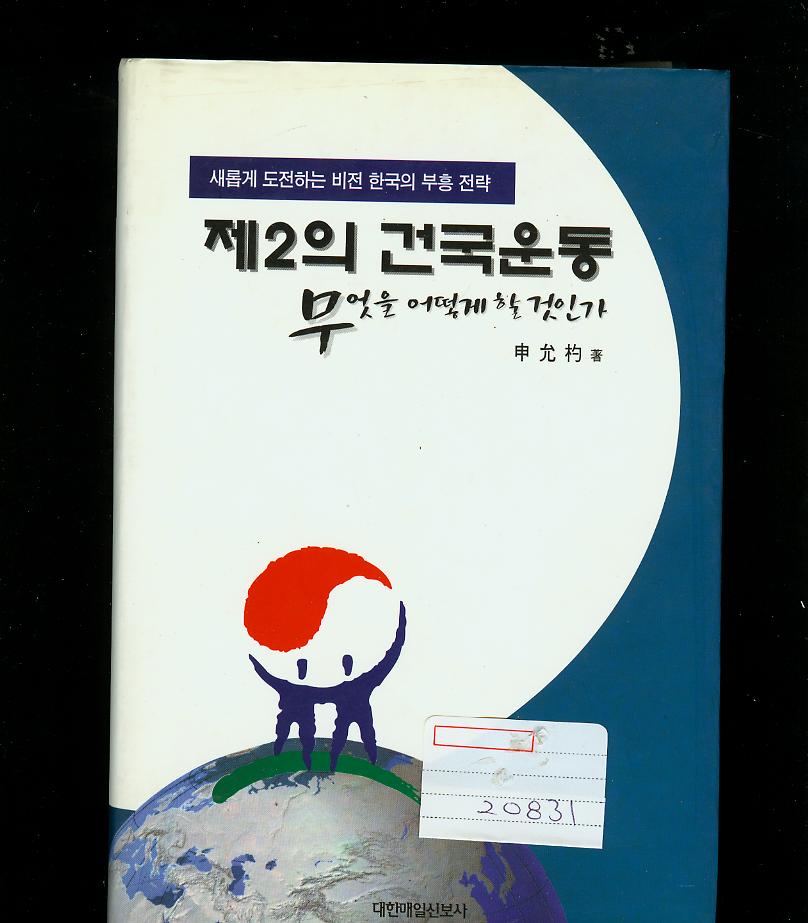 새롭게 도전하는 비전 한국의 부흥 전략
제2의 건국운동
무엇을 어떻게 할 것인가
申允杓 著
20831
대한매일신보사